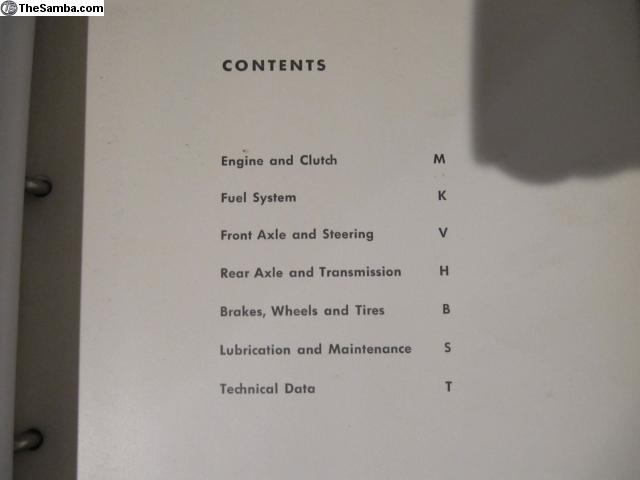 TheSamba.com
CONTENTS
Engine and Clutch M
Fuel System K
Front Axle and Steering V
Rear Axle and Transmission H
Brakes, Wheels and Tires B
Lubrication and Maintenance S
Technical Data T